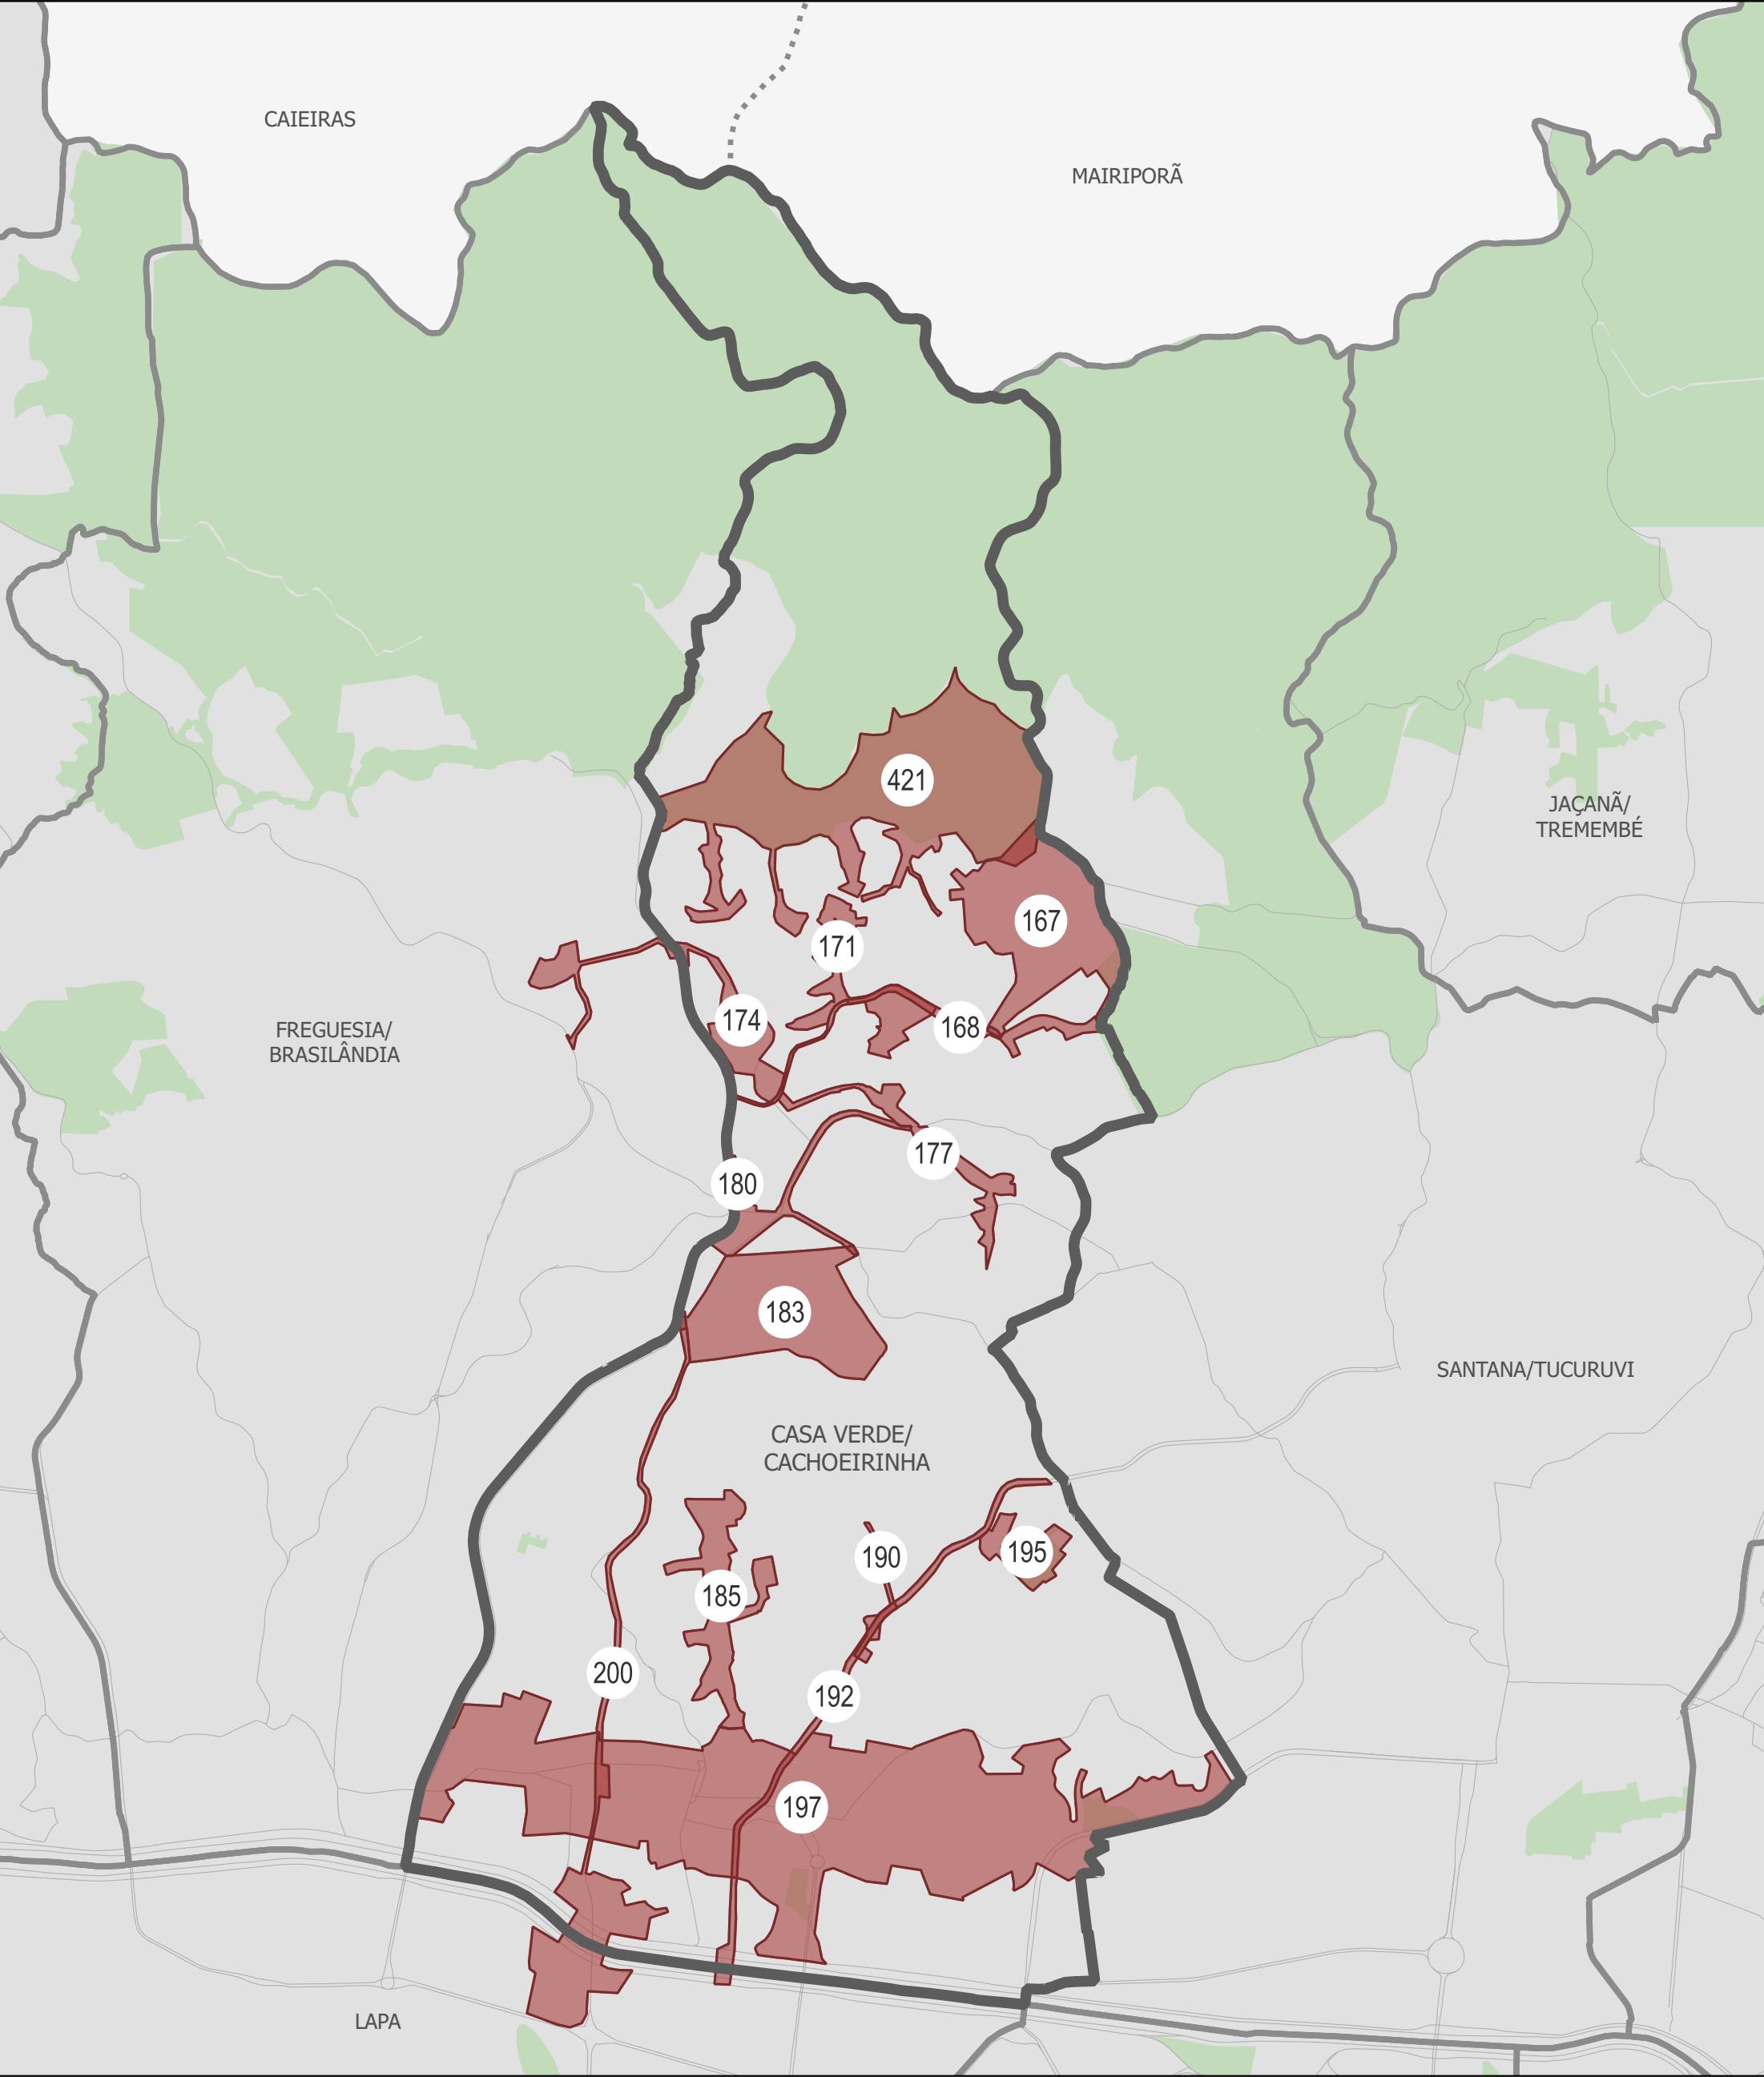 CAIEIRAS
MAIRIPORÃ
421
JAÇANÃ/
TREMEMBÉ
167
171
174
168
FREGUESIA/
BRASILÂNDIA
177
180
183
SANTANA/TUCURUVI
CASA VERDE/
CACHOEIRINHA
190
195
185
200
192
197
LAPA